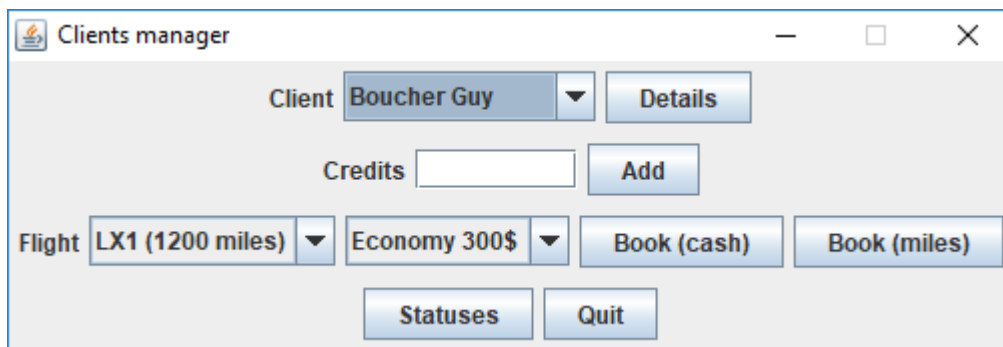 Clients manager
Client Boucher Guy Details
Credits Add
Flight LX1 (1200 miles) Economy 300$ Book (cash) Book (miles)
Statuses Quit